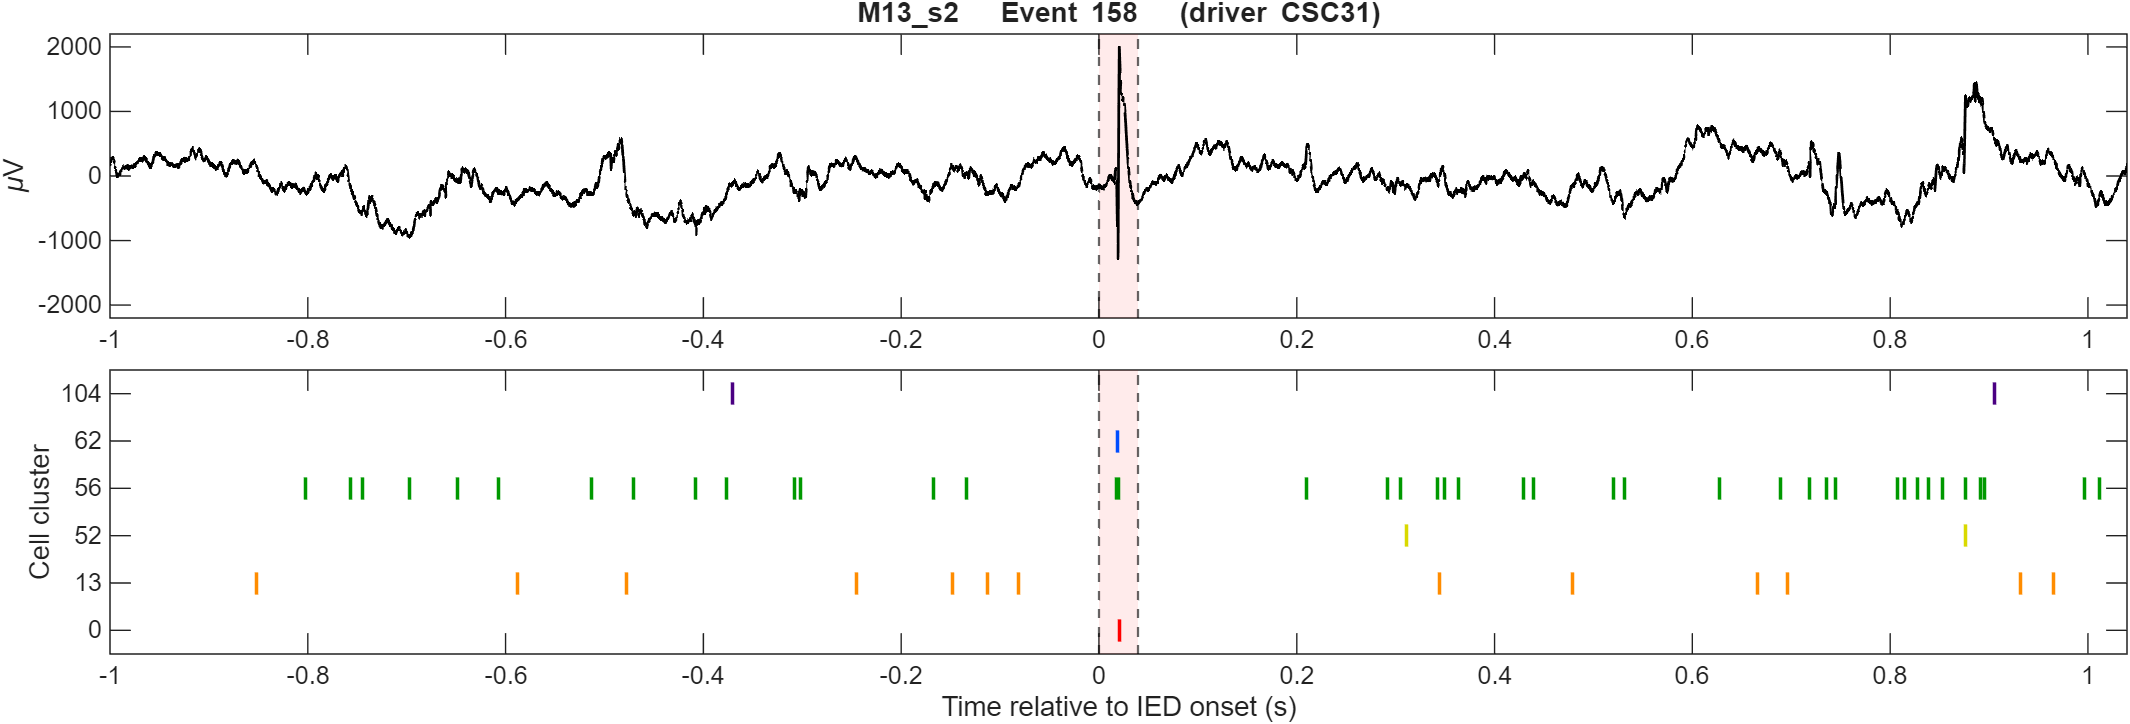 M13_s2 Event 158 (driver CSC31)
2000
1000
0
-1000
-2000
µV
-1 -0.8 -0.6 -0.4 -0.2 0 0.2 0.4 0.6 0.8 1
104
62
56
52
13
0
Cell cluster
-1 -0.8 -0.6 -0.4 -0.2 0 0.2 0.4 0.6 0.8 1
Time relative to IED onset (s)